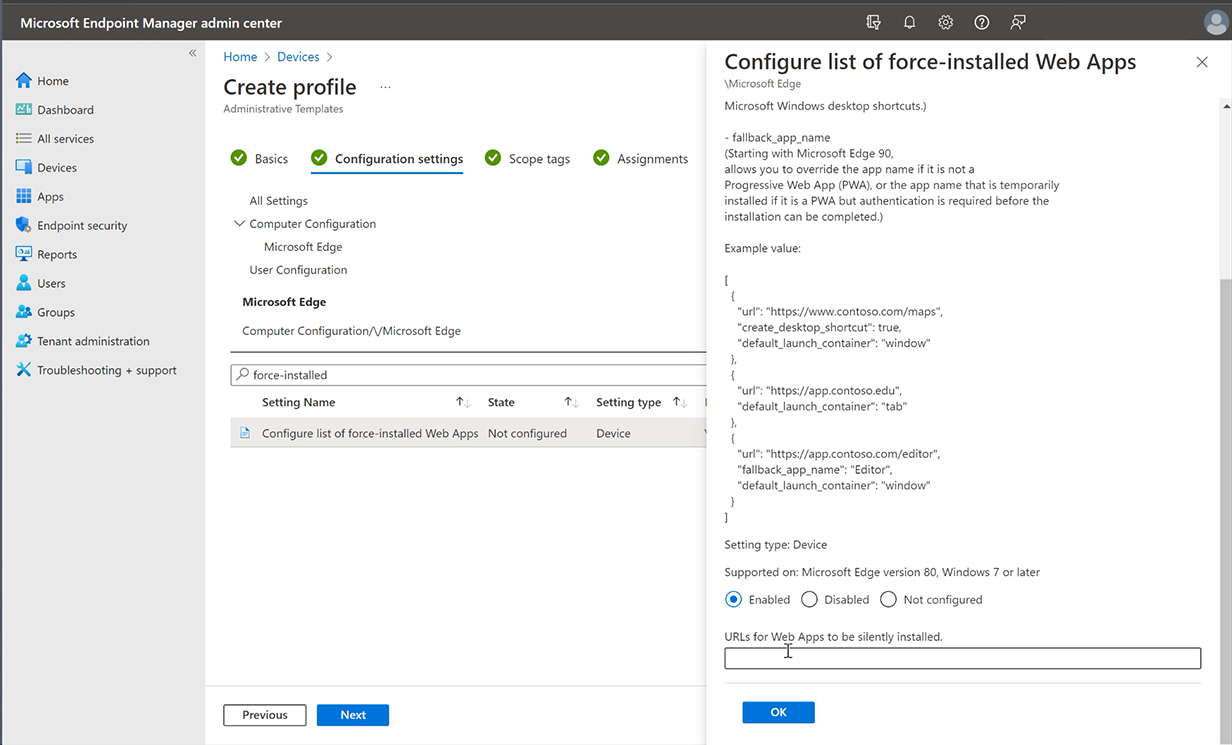 Microsoft Endpoint Manager admin center
«
Home
Dashboard
All services
Devices
Apps
Endpoint security
Reports
Users
Groups
Tenant administration
Troubleshooting + support
Home > Devices >
Create profile ...
Administrative Templates
Basics
Configuration settings
Scope tags
Assignments
All Settings
Computer Configuration
Microsoft Edge
User Configuration
Microsoft Edge
Computer Configuration/\/Microsoft Edge
force-installed
Setting Name ↑↓ State ↑↓ Setting type ↑↓
Configure list of force-installed Web Apps Not configured Device
Previous
Next
Configure list of force-installed Web Apps
\Microsoft Edge
Microsoft Windows desktop shortcuts.)
- fallback_app_name
(Starting with Microsoft Edge 90,
allows you to override the app name if it is not a
Progressive Web App (PWA), or the app name that is temporarily
installed if it is a PWA but authentication is required before the
installation can be completed.)
Example value:
[
{
"url": "https://www.contoso.com/maps",
"create_desktop_shortcut": true,
"default_launch_container": "window"
},
{
"url": "https://app.contoso.edu",
"default_launch_container": "tab"
},
{
"url": "https://app.contoso.com/editor",
"fallback_app_name": "Editor",
"default_launch_container": "window"
}
]
Setting type: Device
Supported on: Microsoft Edge version 80, Windows 7 or later
Enabled Disabled Not configured
URLs for Web Apps to be silently installed.
OK